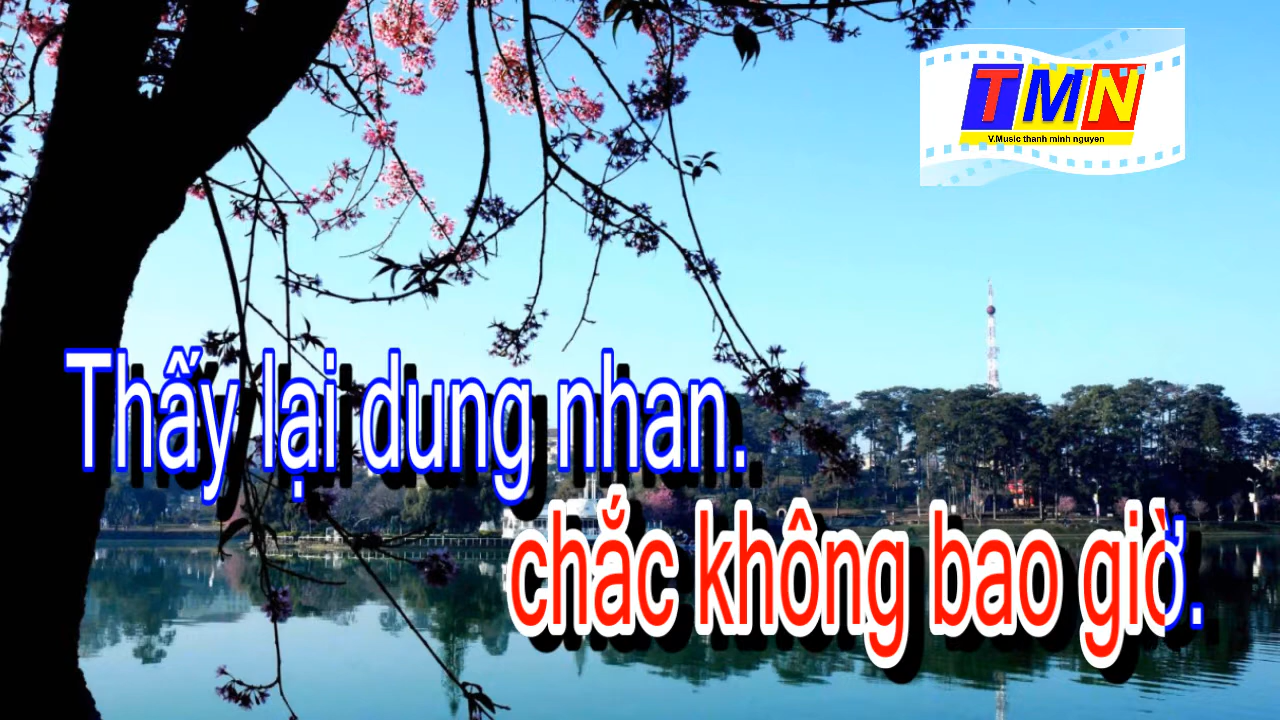 TMN
V.Music thanh minh nguyen
Thấy lại dung nhan.
chắc không bao giờ.